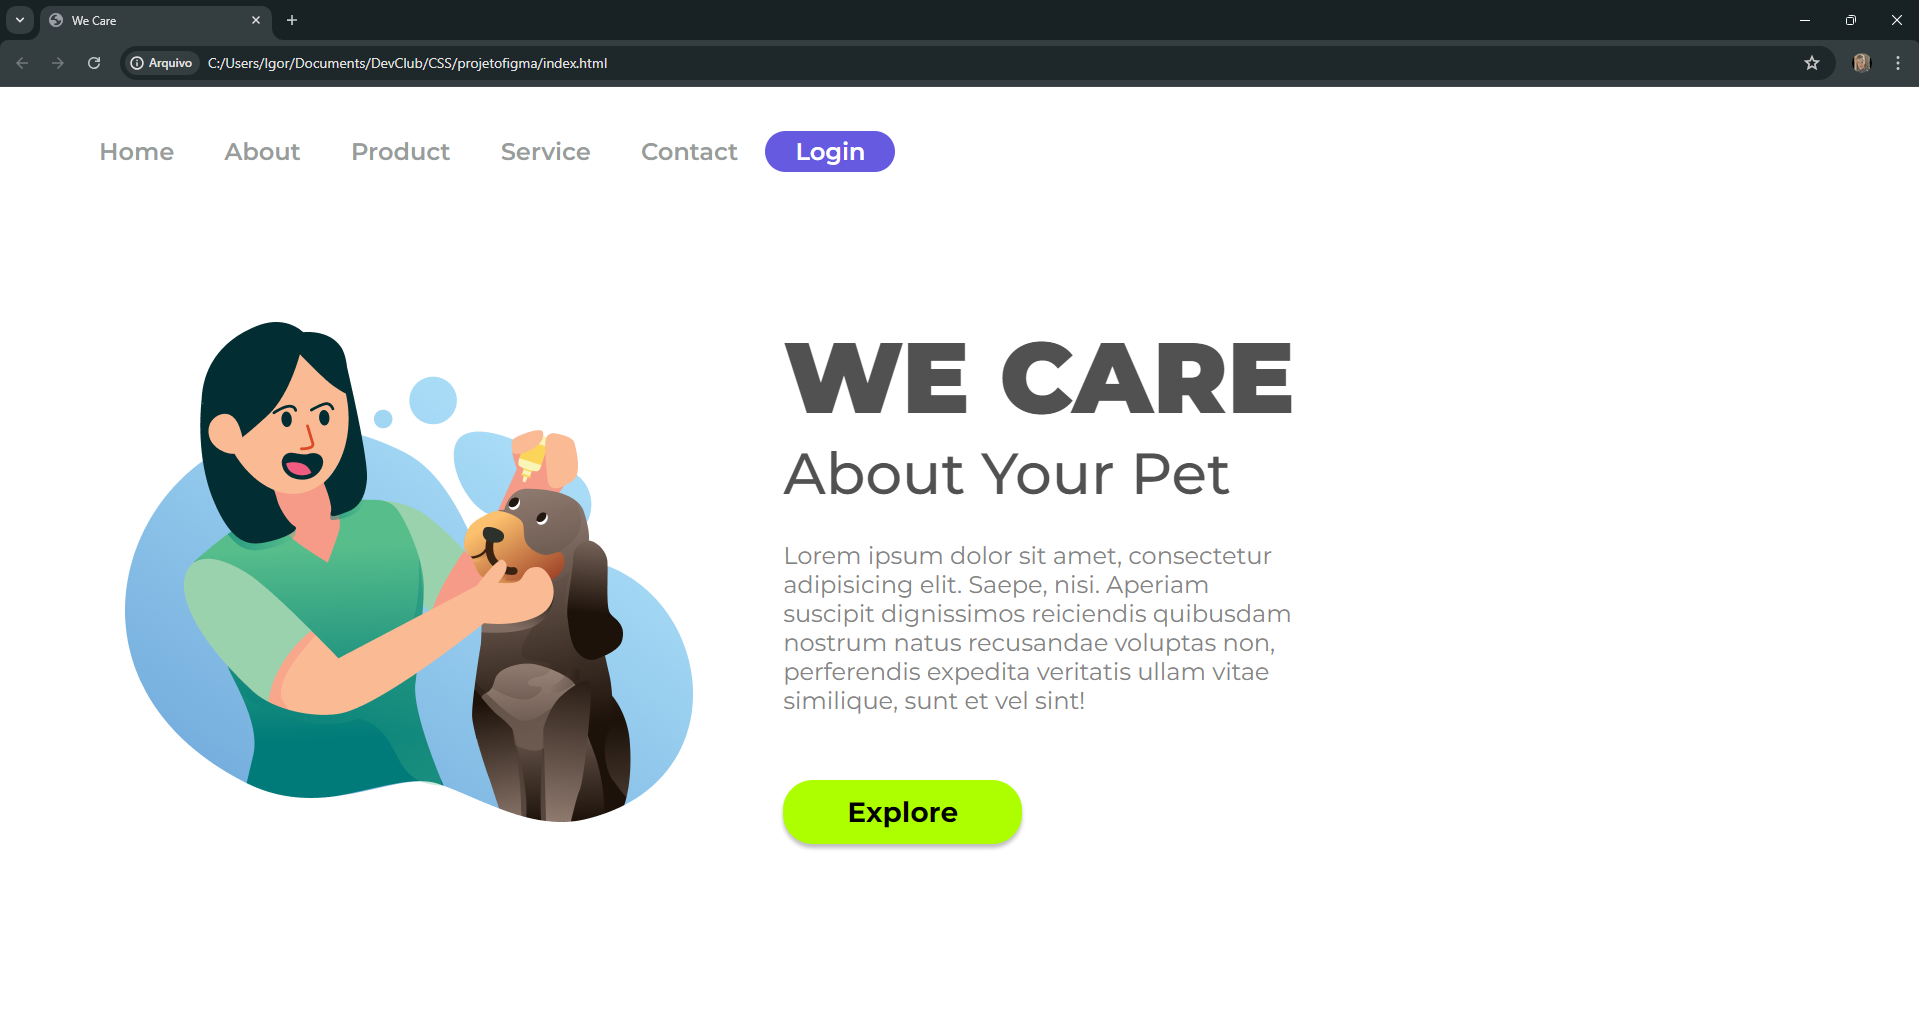 We Care
Arquivo C:/Users/Igor/Documents/DevClub/CSS/projetofigma/index.html
Home About Product Service Contact Login
WE CARE
About Your Pet
Lorem ipsum dolor sit amet, consectetur
adipisicing elit. Saepe, nisi. Aperiam
suscipit dignissimos reiciendis quibusdam
nostrum natus recusandae voluptas non,
perferendis expedita veritatis ullam vitae
similique, sunt et vel sint!
Explore